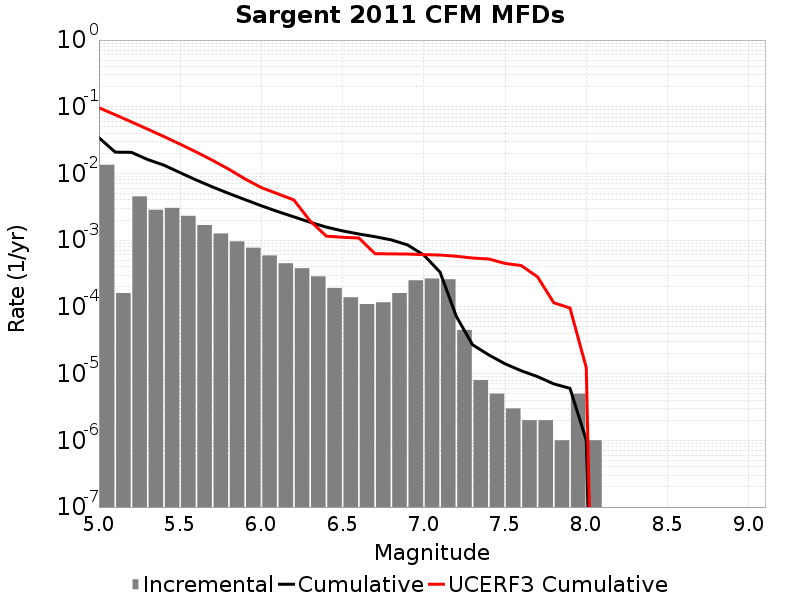 Sargent 2011 CFM MFDs
10^0
10^-1
10^-2
10^-3
10^-4
10^-5
10^-6
10^-7
Rate (1/yr)
5.0 5.5 6.0 6.5 7.0 7.5 8.0 8.5 9.0
Magnitude
Incremental Cumulative UCERF3 Cumulative